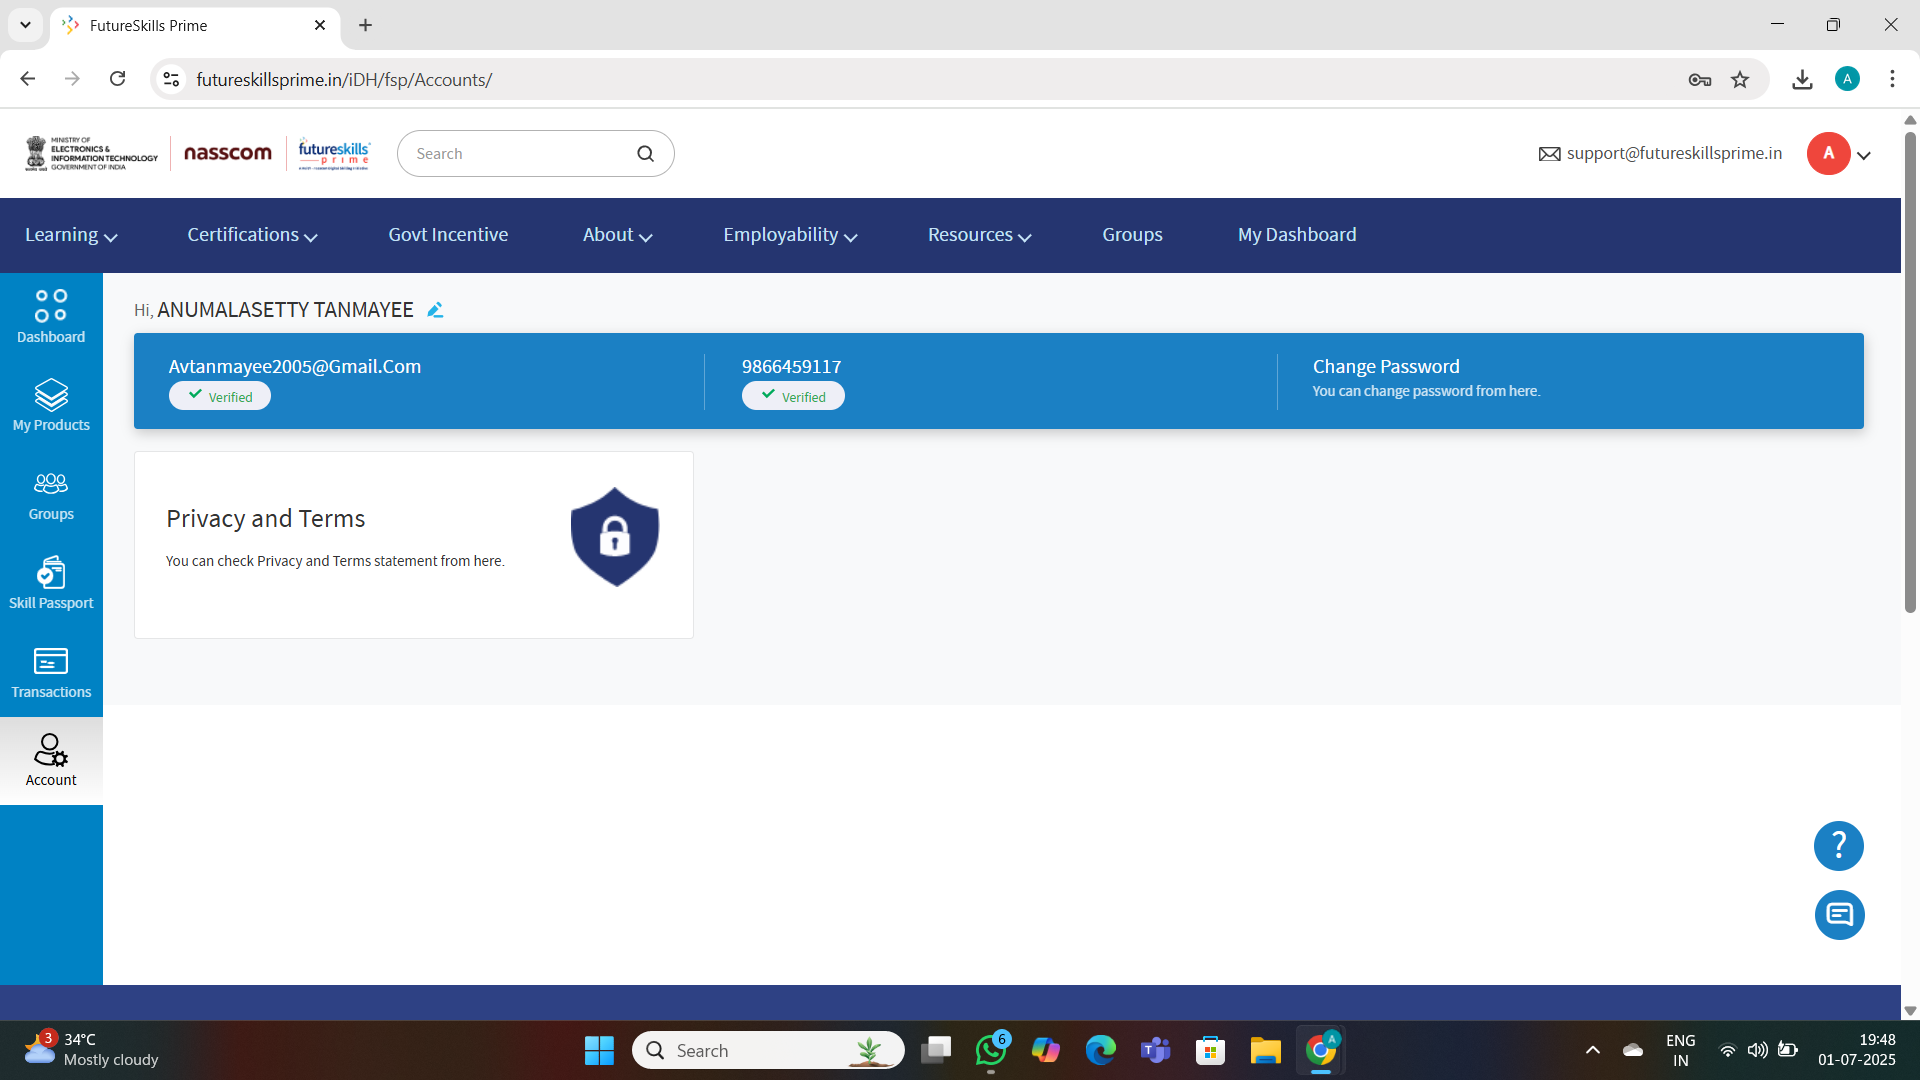 FutureSkills Prime
futureskillsprime.in/iDH/fsp/Accounts/
A
MINISTRY OF
ELECTRONICS &
INFORMATION TECHNOLOGY
GOVERNMENT OF INDIA
nasscom
futureskills
prime
Search
support@futureskillsprime.in
A
Learning
Certifications
Govt Incentive
About
Employability
Resources
Groups
My Dashboard
Dashboard
My Products
Groups
Skill Passport
Transactions
Account
Hi, ANUMALASETTY TANMAYEE
Avtanmayee2005@Gmail.Com
Verified
9866459117
Verified
Change Password
You can change password from here.
Privacy and Terms
You can check Privacy and Terms statement from here.
?
3
34°C
Mostly cloudy
Search
6
A
ENG
IN
19:48
01-07-2025